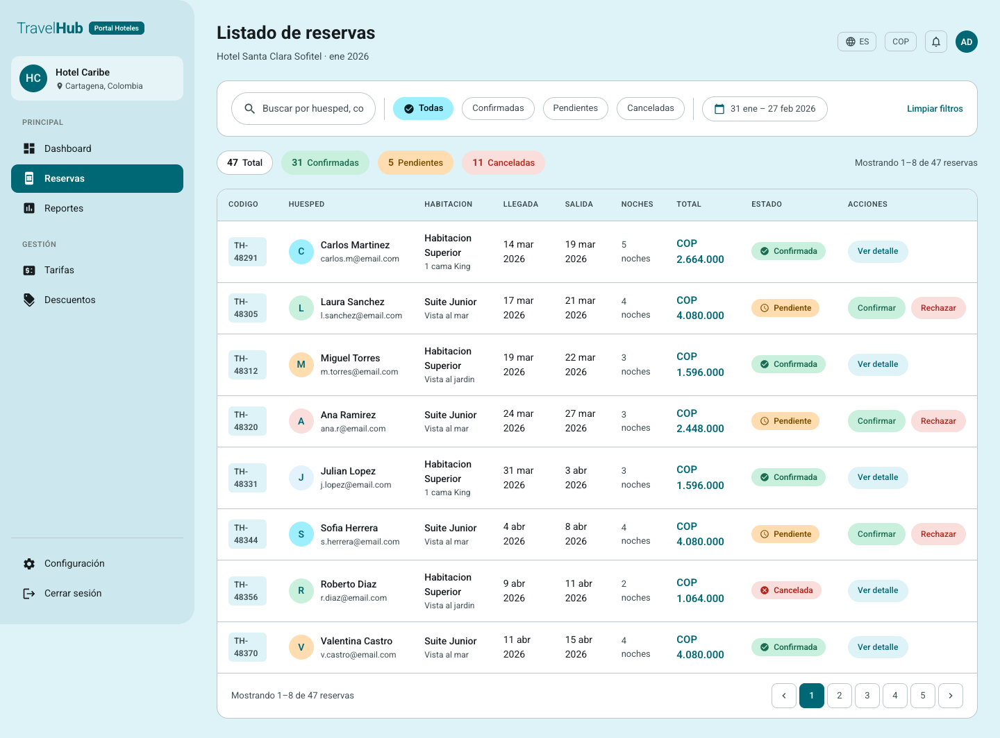 TravelHub Portal Hoteles
HC Hotel Caribe
Cartagena, Colombia
PRINCIPAL
Dashboard
Reservas
Reportes
GESTIÓN
Tarifas
Descuentos
Configuración
Cerrar sesión
Listado de reservas
Hotel Santa Clara Sofitel · ene 2026
ES COP AD
Buscar por huesped, co Todas Confirmadas Pendientes Canceladas 31 ene – 27 feb 2026 Limpiar filtros
47 Total 31 Confirmadas 5 Pendientes 11 Canceladas Mostrando 1–8 de 47 reservas
CODIGO HUESPED HABITACION LLEGADA SALIDA NOCHES TOTAL ESTADO ACCIONES
TH-
48291
C
Carlos Martinez
carlos.m@email.com
Habitacion
Superior
1 cama King
14 mar
2026
19 mar
2026
5
noches
COP
2.664.000
Confirmada
Ver detalle
TH-
48305
L
Laura Sanchez
l.sanchez@email.com
Suite Junior
Vista al mar
17 mar
2026
21 mar
2026
4
noches
COP
4.080.000
Pendiente
Confirmar Rechazar
TH-
48312
M
Miguel Torres
m.torres@email.com
Habitacion
Superior
Vista al jardin
19 mar
2026
22 mar
2026
3
noches
COP
1.596.000
Confirmada
Ver detalle
TH-
48320
A
Ana Ramirez
ana.r@email.com
Suite Junior
Vista al mar
24 mar
2026
27 mar
2026
3
noches
COP
2.448.000
Pendiente
Confirmar Rechazar
TH-
48331
J
Julian Lopez
j.lopez@email.com
Habitacion
Superior
1 cama King
31 mar
2026
3 abr
2026
3
noches
COP
1.596.000
Confirmada
Ver detalle
TH-
48344
S
Sofia Herrera
s.herrera@email.com
Suite Junior
Vista al mar
4 abr
2026
8 abr
2026
4
noches
COP
4.080.000
Pendiente
Confirmar Rechazar
TH-
48356
R
Roberto Diaz
r.diaz@email.com
Habitacion
Superior
Vista al jardin
9 abr
2026
11 abr
2026
2
noches
COP
1.064.000
Cancelada
Ver detalle
TH-
48370
V
Valentina Castro
v.castro@email.com
Suite Junior
Vista al mar
11 abr
2026
15 abr
2026
4
noches
COP
4.080.000
Confirmada
Ver detalle
Mostrando 1–8 de 47 reservas 1 2 3 4 5